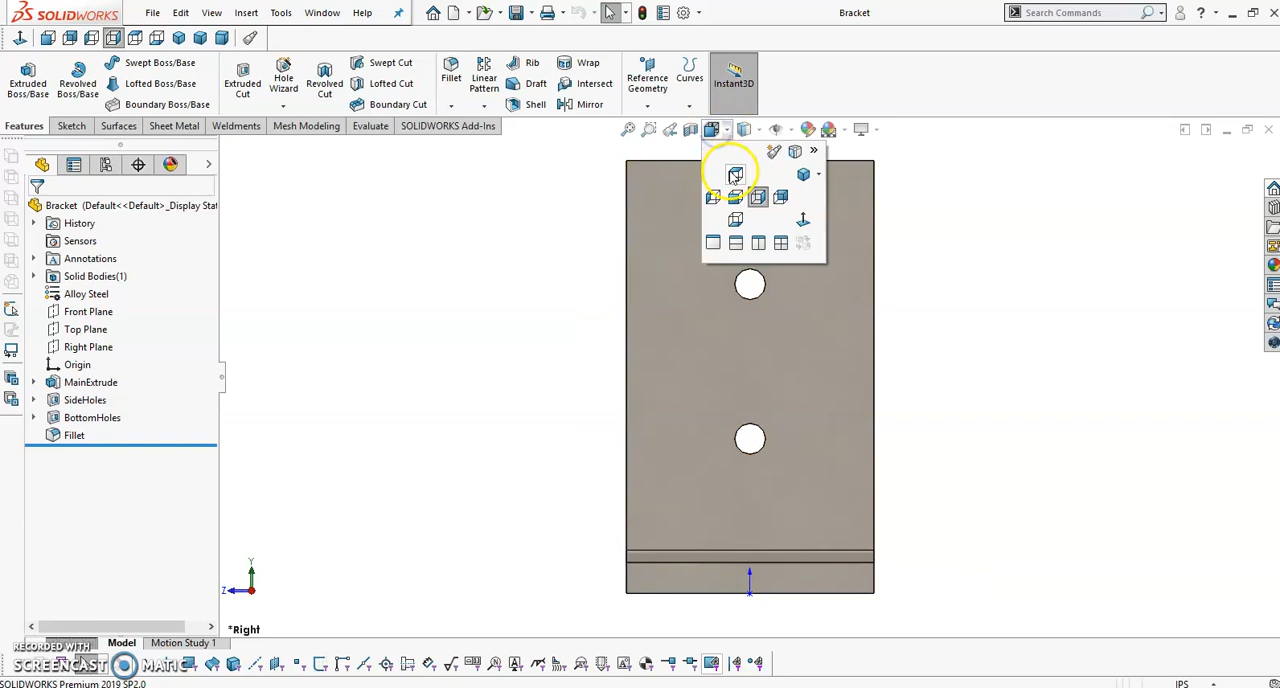 SOLIDWORKS File Edit View Insert Tools Window Help Bracket Search Commands
Extruded Boss/Base
Revolved Boss/Base
Swept Boss/Base
Lofted Boss/Base
Boundary Boss/Base
Extruded Cut
Hole Wizard
Revolved Cut
Swept Cut
Lofted Cut
Boundary Cut
Fillet
Linear Pattern
Rib
Draft
Shell
Wrap
Intersect
Mirror
Reference Geometry
Curves
Instant3D
Features Sketch Surfaces Sheet Metal Weldments Mesh Modeling Evaluate SOLIDWORKS Add-Ins
Bracket (Default<<Default>_Display Stat
History
Sensors
Annotations
Solid Bodies(1)
Alloy Steel
Front Plane
Top Plane
Right Plane
Origin
MainExtrude
SideHoles
BottomHoles
Fillet
Y
Z
*Right
Model Motion Study 1
RECORDED WITH
SCREENCAST MATIC
SOLIDWORKS Premium 2019 SP2.0 IPS